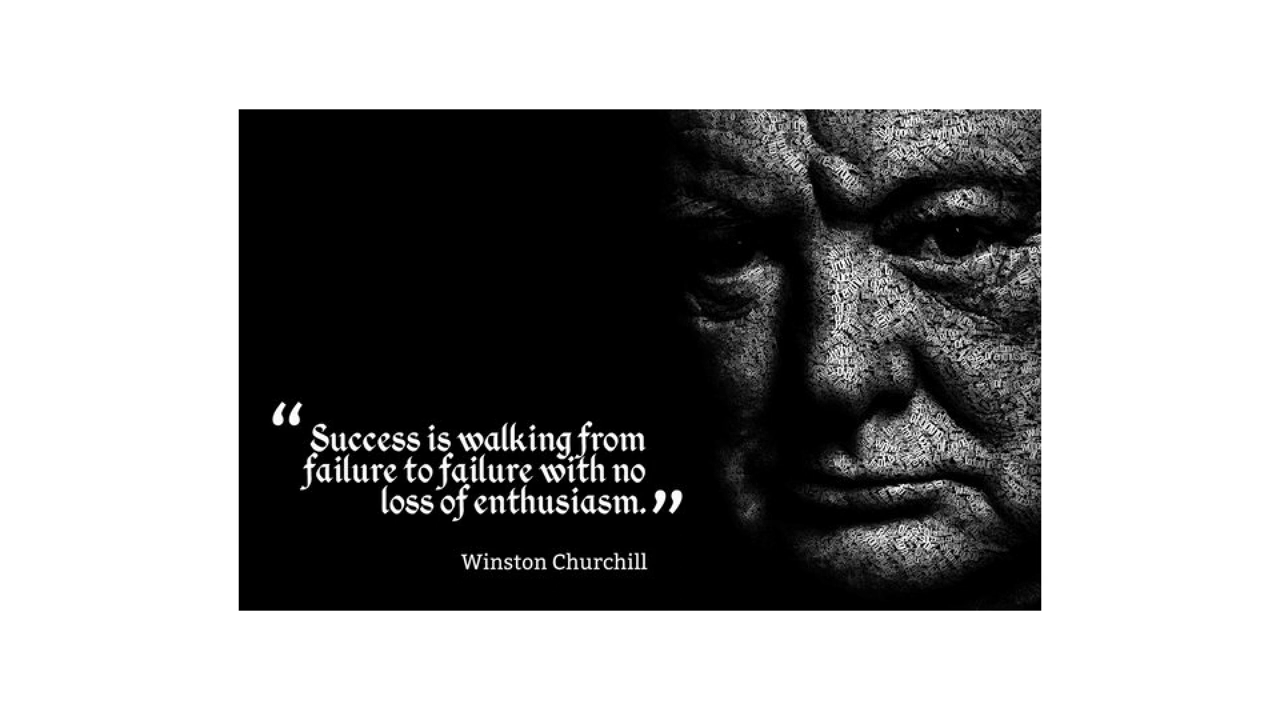 “Success is walking from
failure to failure with no
loss of enthusiasm.”
Winston Churchill